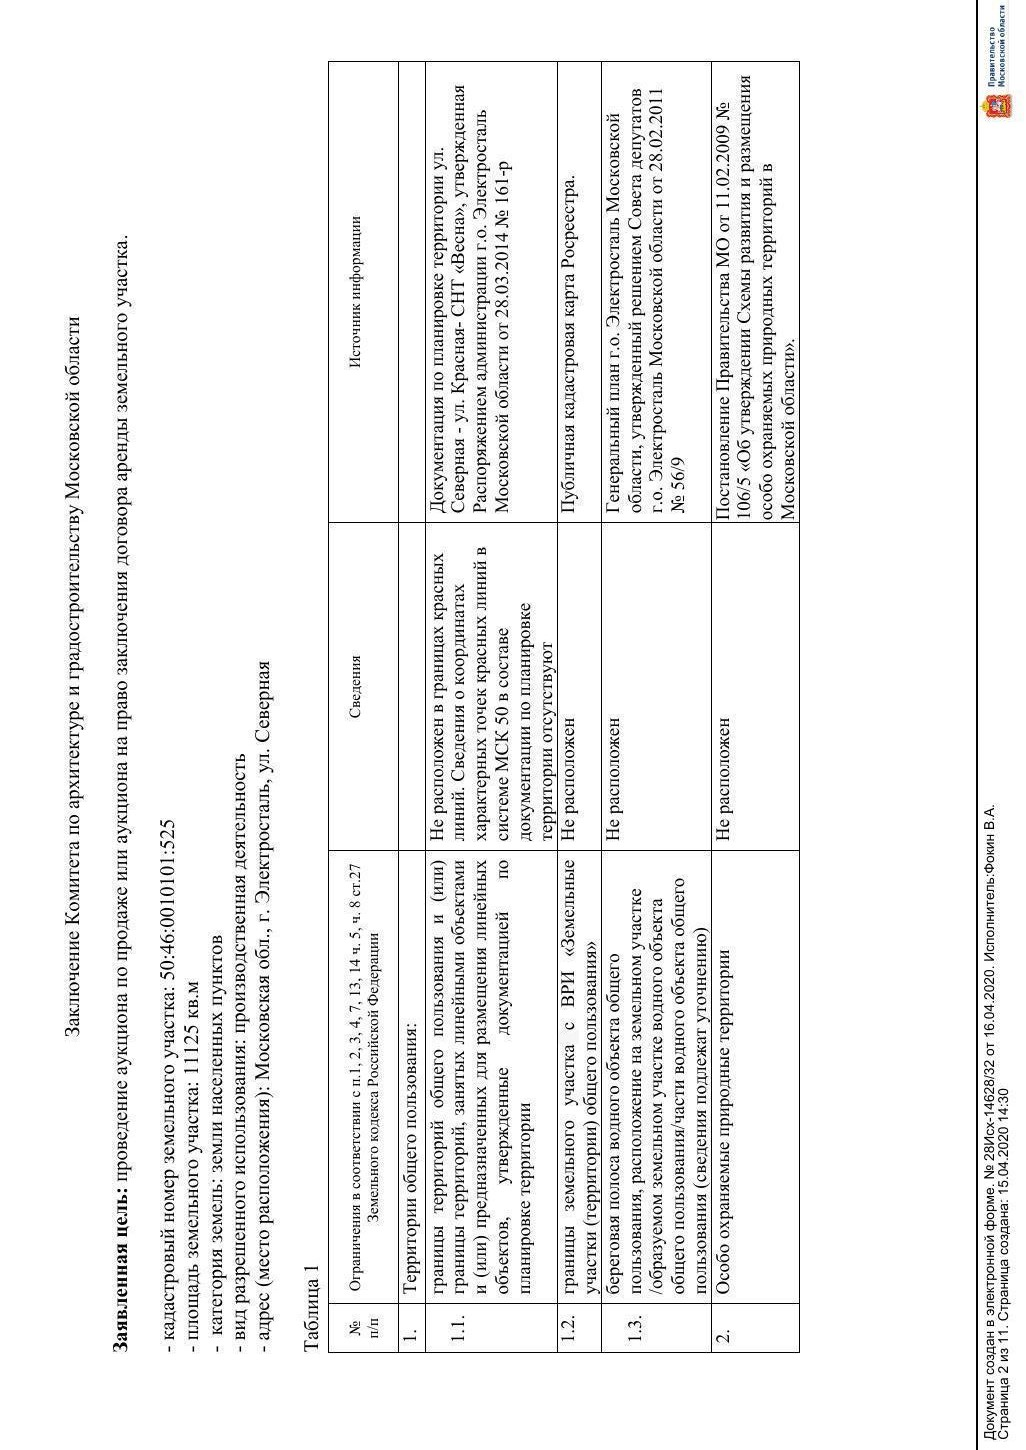 Заключение Комитета по архитектуре и градостроительству Московской области
Заявленная цель: проведение аукциона по продаже или аукциона на право заключения договора аренды земельного участка.
- кадастровый номер земельного участка: 50:46:0010101:525
- площадь земельного участка: 11125 кв.м
- категория земель: земли населенных пунктов
- вид разрешенного использования: производственная деятельность
- адрес (место расположения): Московская обл., г. Электросталь, ул. Северная
Таблица 1
№
п/п
Ограничения в соответствии с п.1, 2, 3, 4, 7, 13, 14 ч. 5, ч. 8 ст.27
Земельного кодекса Российской Федерации
Сведения
Источник информации
1.
Территории общего пользования:
1.1.
границы территорий общего пользования и (или)
границы территорий, занятых линейными объектами
и (или) предназначенных для размещения линейных
объектов, утвержденные документацией по
планировке территории
Не расположен в границах красных
линий. Сведения о координатах
характерных точек красных линий в
системе МСК 50 в составе
документации по планировке
территории отсутствуют
Документация по планировке территории ул.
Северная - ул. Красная- СНТ «Весна», утвержденная
Распоряжением администрации г.о. Электросталь
Московской области от 28.03.2014 № 161-р
1.2.
границы земельного участка с ВРИ «Земельные
участки (территории) общего пользования»
Не расположен
Публичная кадастровая карта Росреестра.
1.3.
береговая полоса водного объекта общего
пользования, расположение на земельном участке
/образуемом земельном участке водного объекта
общего пользования/части водного объекта общего
пользования (сведения подлежат уточнению)
Не расположен
Генеральный план г.о. Электросталь Московской
области, утвержденный решением Совета депутатов
г.о. Электросталь Московской области от 28.02.2011
№ 56/9
2.
Особо охраняемые природные территории
Не расположен
Постановление Правительства МО от 11.02.2009 №
106/5 «Об утверждении Схемы развития и размещения
особо охраняемых природных территорий в
Московской области».
Документ создан в электронной форме. № 28Исх-14628/32 от 16.04.2020. Исполнитель:Фокин В.А.
Страница 2 из 11. Страница создана: 15.04.2020 14:30
Правительство
Московской области